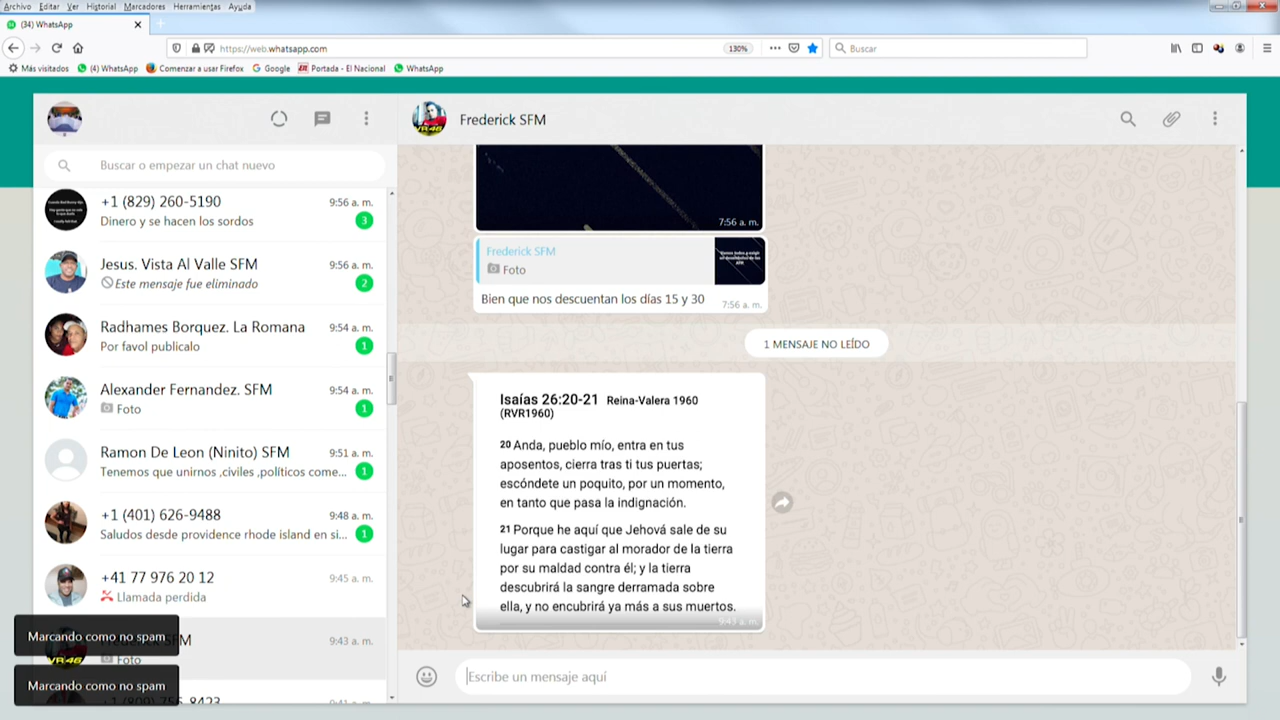 Archivo Editar Ver Historial Marcadores Herramientas Ayuda
(34) WhatsApp
https://web.whatsapp.com
130%
Buscar
Más visitados (4) WhatsApp Comenzar a usar Firefox Google Portada - El Nacional WhatsApp
Buscar o empezar un chat nuevo
+1 (829) 260-5190 9:56 a. m.
Dinero y se hacen los sordos 3
Jesus. Vista Al Valle SFM 9:56 a. m.
Este mensaje fue eliminado 2
Radhames Borquez. La Romana 9:54 a. m.
Por favol publicalo 1
Alexander Fernandez. SFM 9:54 a. m.
Foto 1
Ramon De Leon (Ninito) SFM 9:51 a. m.
Tenemos que unirnos ,civiles ,políticos come... 1
+1 (401) 626-9488 9:48 a. m.
Saludos desde providence rhode island en si... 1
+41 77 976 20 12 9:45 a. m.
Llamada perdida
9:43 a. m.
Foto
Marcando como no spam
Marcando como no spam
Frederick SFM
7:56 a. m.
Frederick SFM
Foto
Bien que nos descuentan los días 15 y 30 7:56 a. m.
1 MENSAJE NO LEÍDO
Isaías 26:20-21 Reina-Valera 1960
(RVR1960)
20 Anda, pueblo mío, entra en tus
aposentos, cierra tras ti tus puertas;
escóndete un poquito, por un momento,
en tanto que pasa la indignación.
21 Porque he aquí que Jehová sale de su
lugar para castigar al morador de la tierra
por su maldad contra él; y la tierra
descubrirá la sangre derramada sobre
ella, y no encubrirá ya más a sus muertos.
9:43 a. m.
Escribe un mensaje aquí